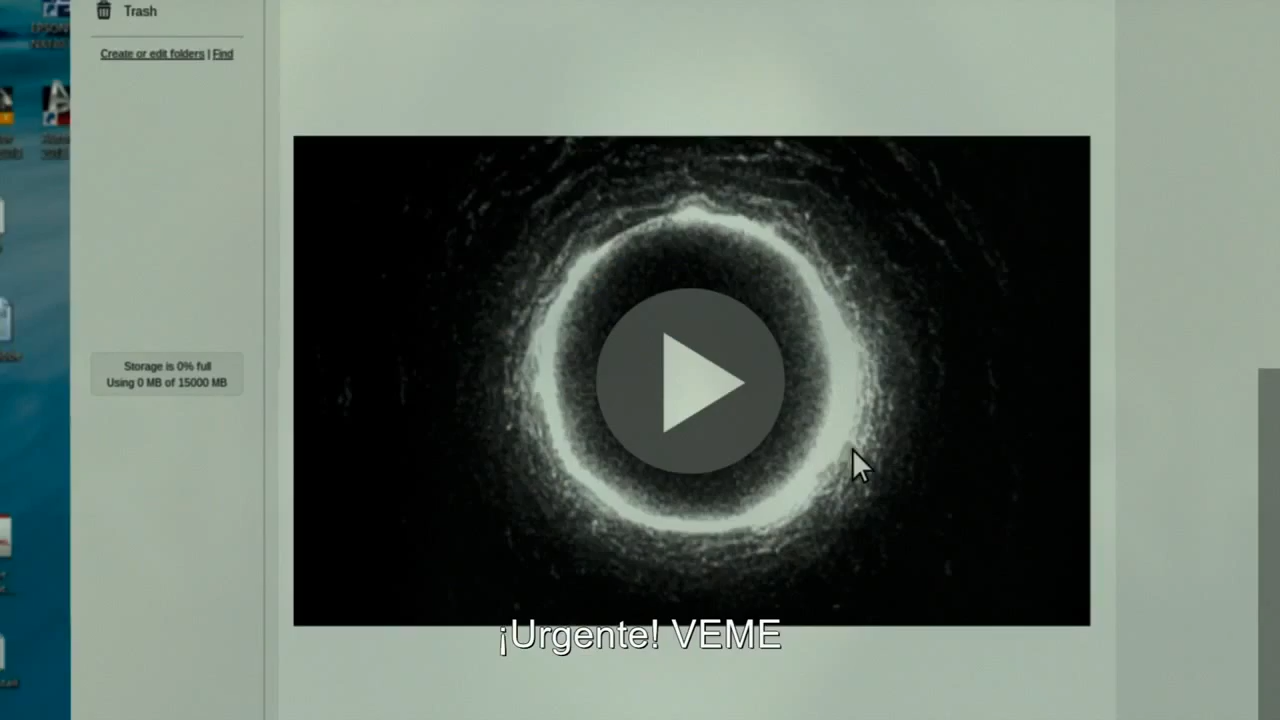 Trash
Create or edit folders | Find
Storage is 0% full
Using 0 MB of 15000 MB
¡Urgente! VEME